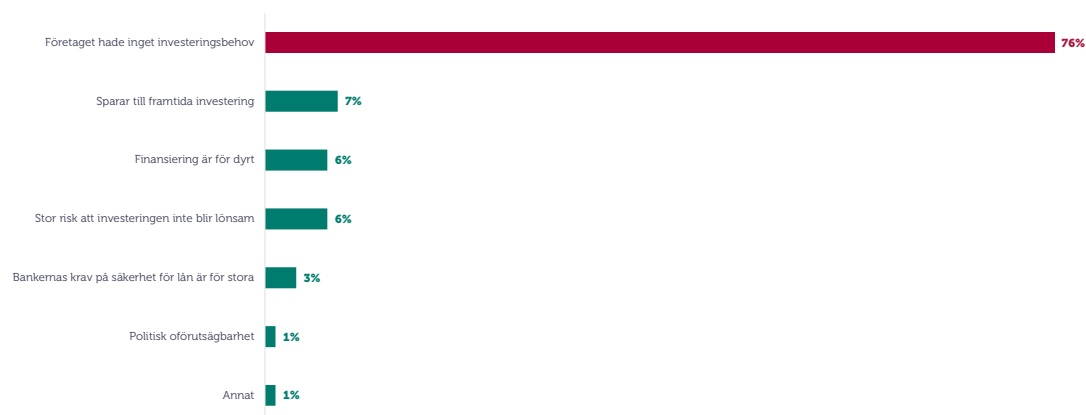 Företaget hade inget investeringsbehov 76%
Sparar till framtida investering 7%
Finansiering är för dyrt 6%
Stor risk att investeringen inte blir lönsam 6%
Bankernas krav på säkerhet för lån är för stora 3%
Politisk oförutsägbarhet 1%
Annat 1%